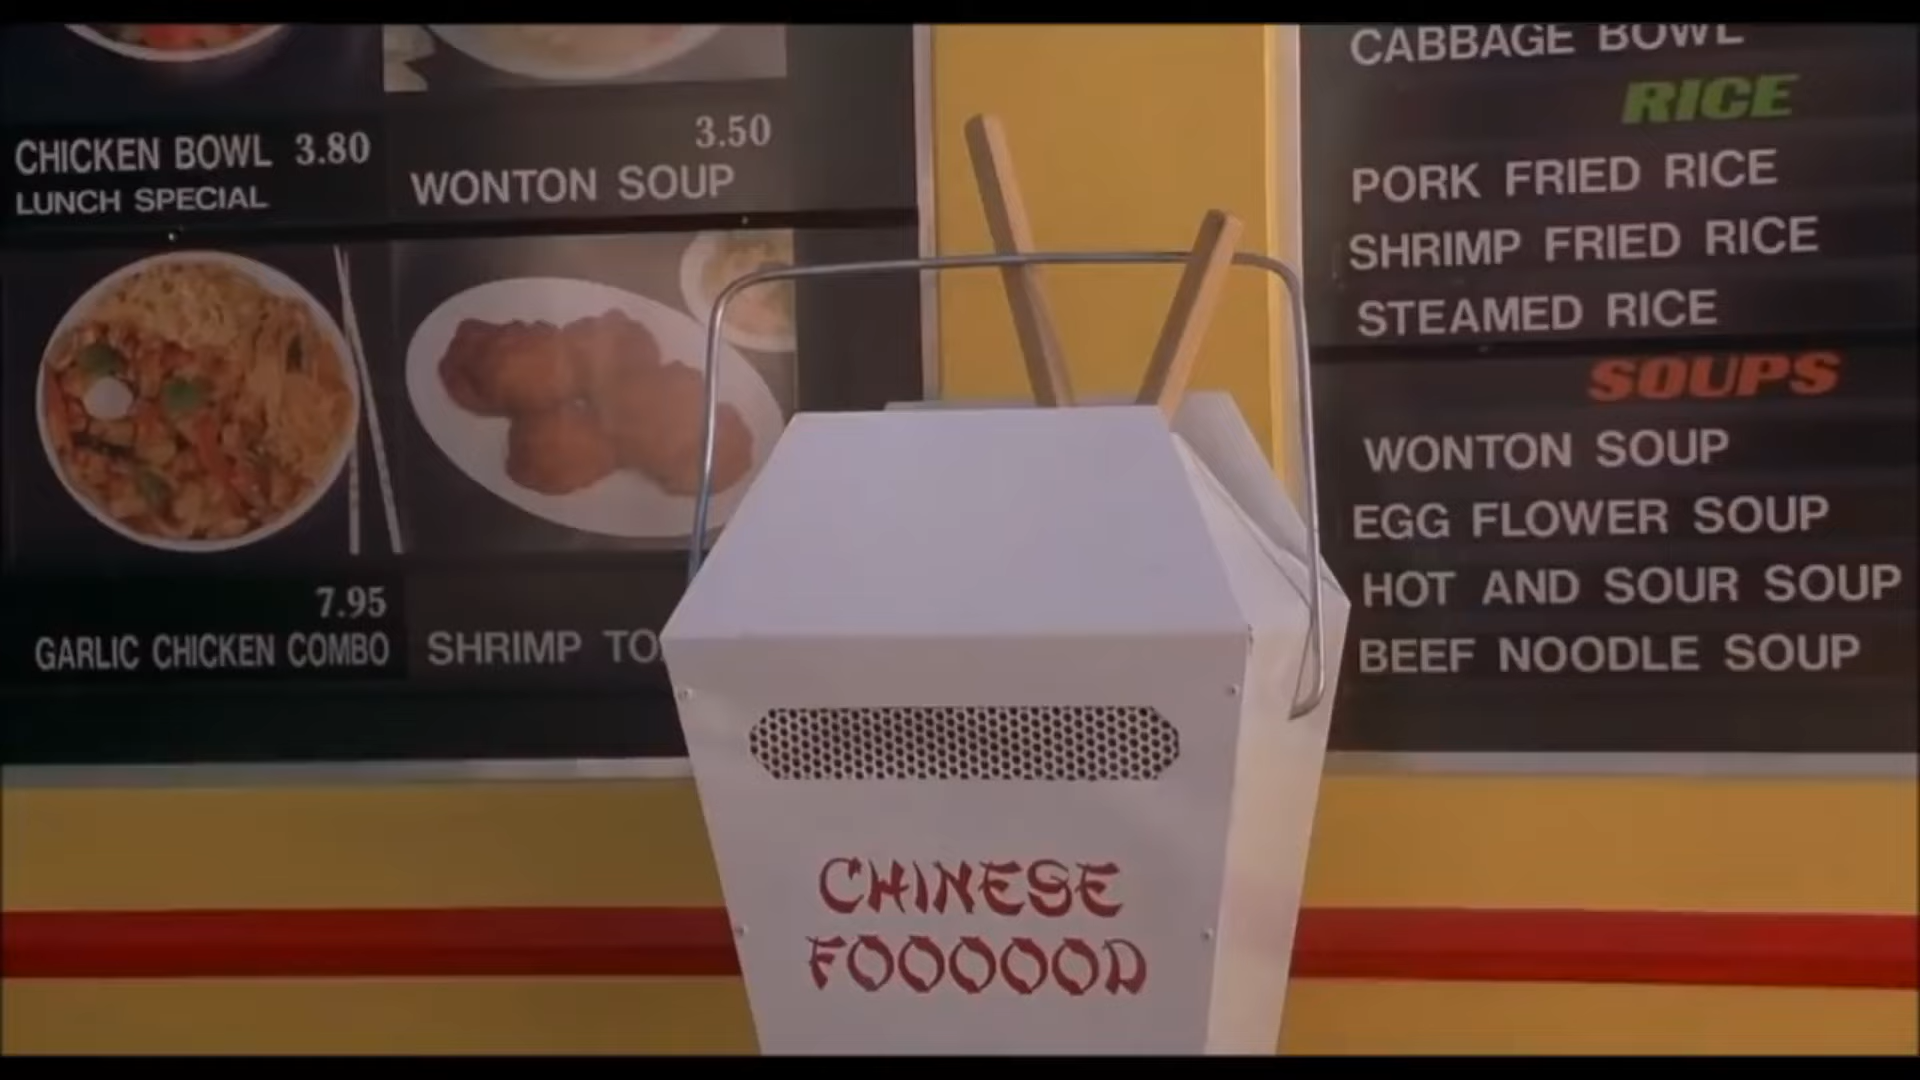 CHICKEN BOWL 3.80
LUNCH SPECIAL
3.50
WONTON SOUP
7.95
GARLIC CHICKEN COMBO
SHRIMP
CHINESE
FOOOOOD
CABBAGE BOWL
RICE
PORK FRIED RICE
SHRIMP FRIED RICE
STEAMED RICE
SOUPS
WONTON SOUP
EGG FLOWER SOUP
HOT AND SOUR SOUP
BEEF NOODLE SOUP